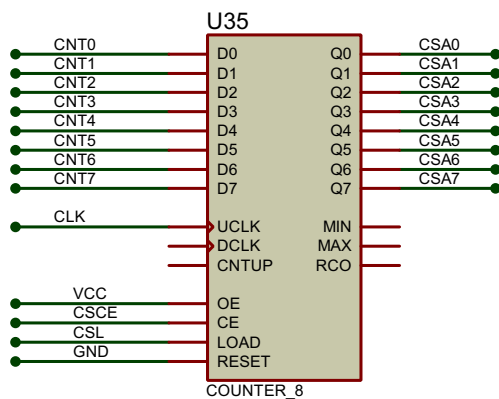 U35
CNT0 D0 Q0 CSA0
CNT1 D1 Q1 CSA1
CNT2 D2 Q2 CSA2
CNT3 D3 Q3 CSA3
CNT4 D4 Q4 CSA4
CNT5 D5 Q5 CSA5
CNT6 D6 Q6 CSA6
CNT7 D7 Q7 CSA7
CLK UCLK MIN
DCLK MAX
CNTUP RCO
VCC OE
CSCE CE
CSL LOAD
GND RESET
COUNTER_8